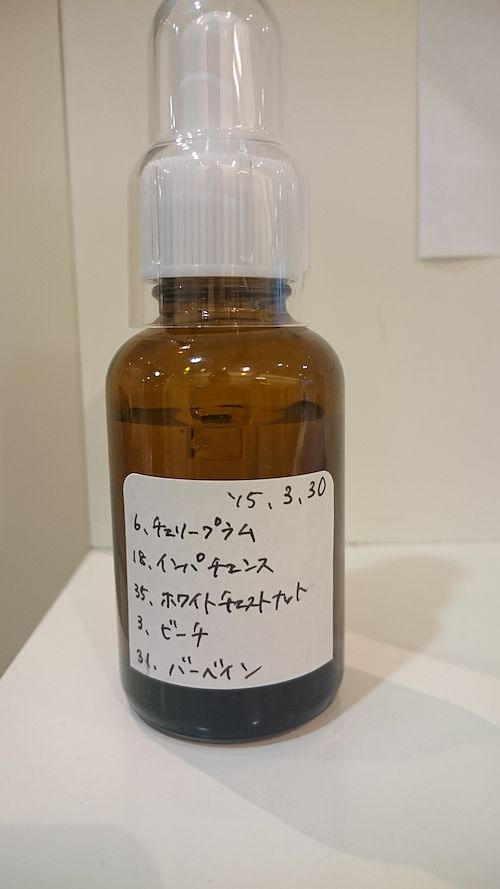 '15.3.30
6、チェリープラム
18.インパチェンス
35、ホワイトチェストナット
3、ビーチ
31.バーベイン